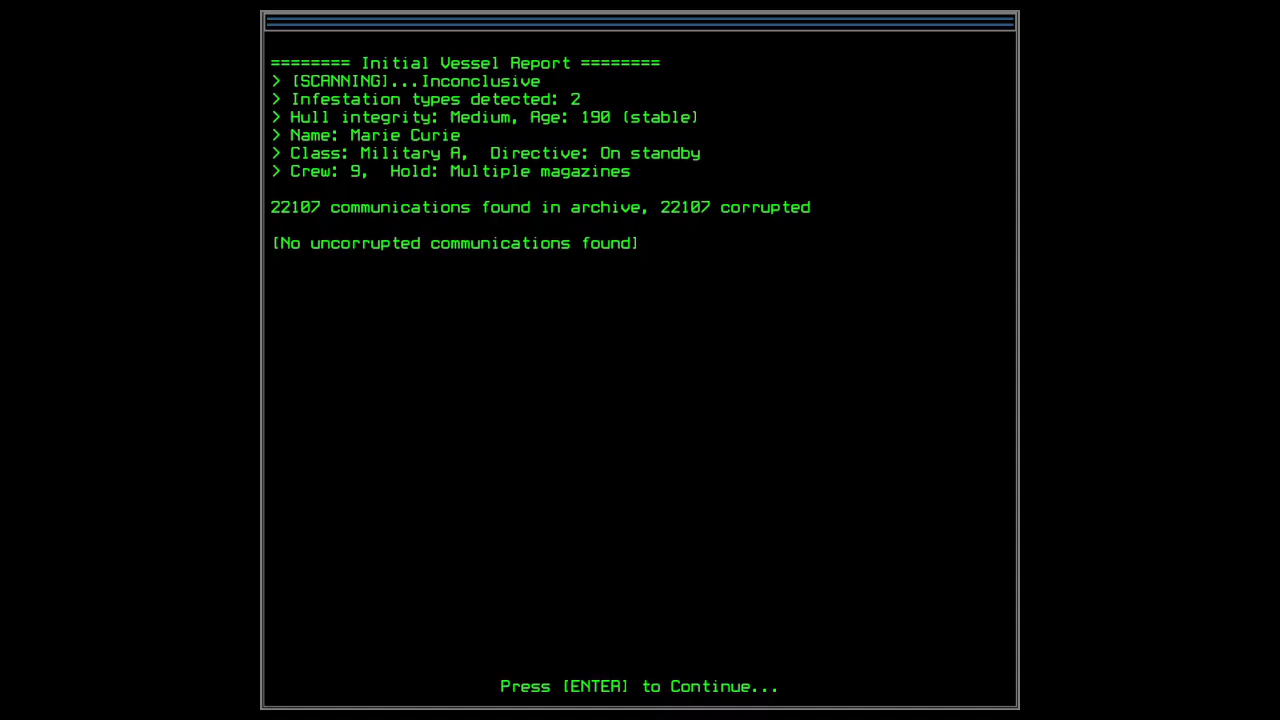 ======== Initial Vessel Report ========
> [SCANNING]...Inconclusive
> Infestation types detected: 2
> Hull integrity: Medium, Age: 190 (stable)
> Name: Marie Curie
> Class: Military A,  Directive: On standby
> Crew: 9,  Hold: Multiple magazines
22107 communications found in archive, 22107 corrupted
[No uncorrupted communications found]
Press [ENTER] to Continue...